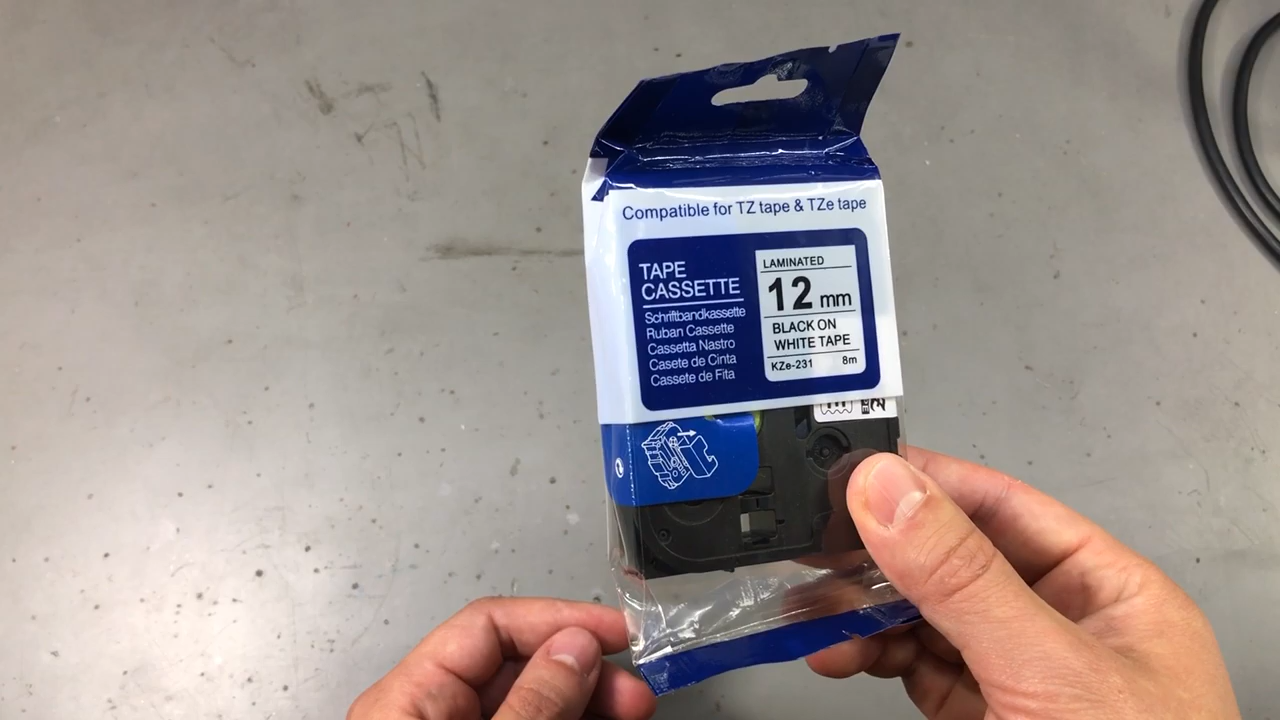 Compatible for TZ tape & TZe tape
TAPE
CASSETTE
Schriftbandkassette
Ruban Cassette
Cassetta Nastro
Casete de Cinta
Cassete de Fita
LAMINATED
12 mm
BLACK ON
WHITE TAPE
KZe-231 8m